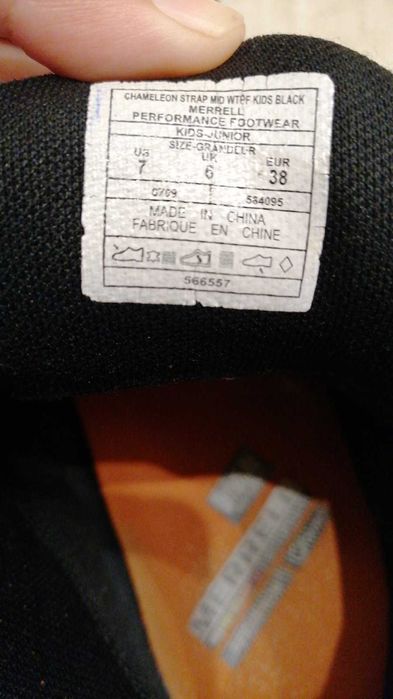 CHAMELEON STRAP MID WTPF KIDS BLACK
MERRELL
PERFORMANCE FOOTWEAR
KIDS-JUNIOR
SIZE-GRANDEUR
US UK EUR
7 6 38
0709 584095
MADE IN CHINA
FABRIQUE EN CHINE
566557
MERRELL